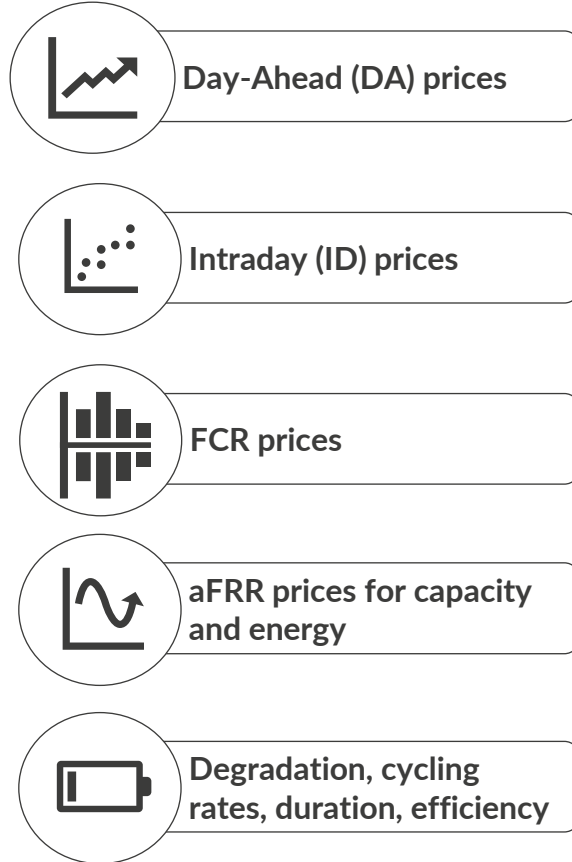 Day-Ahead (DA) prices
Intraday (ID) prices
FCR prices
aFRR prices for capacity
and energy
Degradation, cycling
rates, duration, efficiency